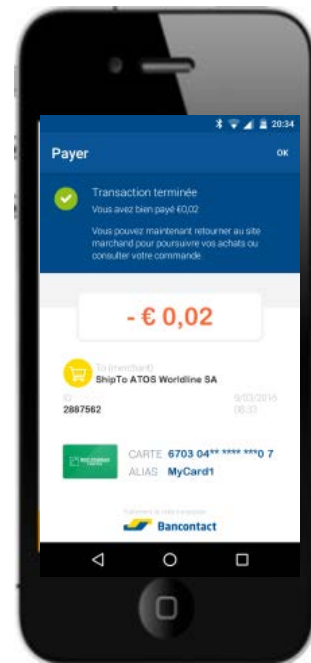 20:34
Payer
OK
Transaction terminée
Vous avez bien payé €0,02
Vous pouvez maintenant retourner au site
marchand pour poursuivre vos achats ou
consulter votre commande
- € 0,02
To (merchant)
ShipTo ATOS Worldline SA
ID
9/03/2016
2887562
08:33
CARTE 6703 04** **** ***0 7
ALIAS MyCard1
Bancontact